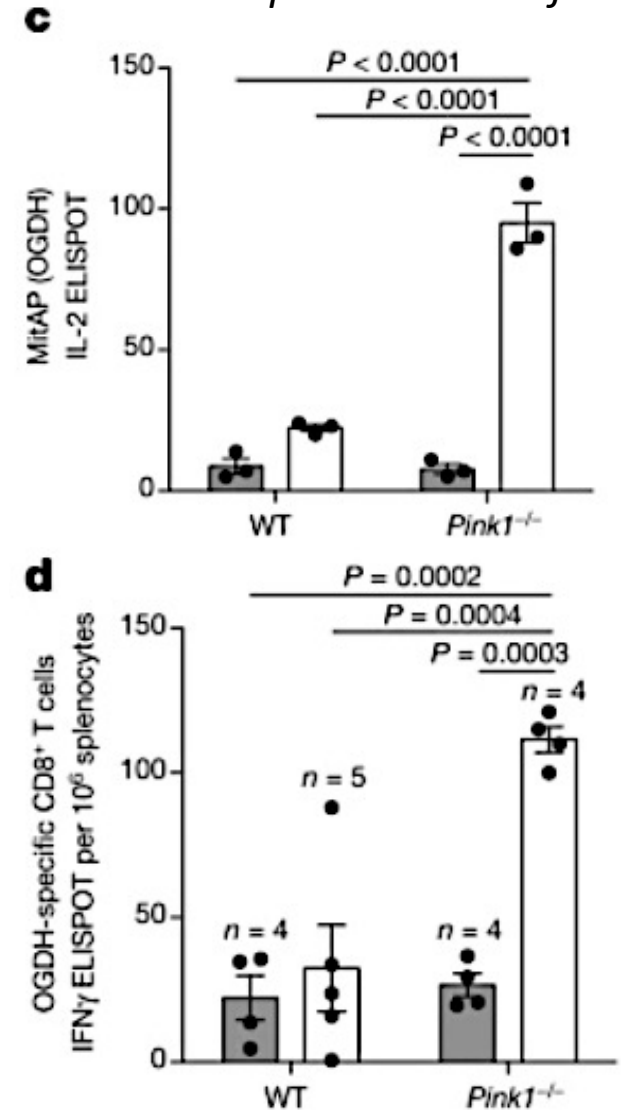 c
150
P < 0.0001
P < 0.0001
P < 0.0001
100
50
0
MitAP (OGDH)
IL-2 ELISPOT
WT
Pink1⁻/⁻
d
P = 0.0002
150
P = 0.0004
P = 0.0003
n = 4
100
n = 5
50
n = 4
n = 4
0
OGDH-specific CD8⁺ T cells
IFNγ ELISPOT per 10⁶ splenocytes
WT
Pink1⁻/⁻